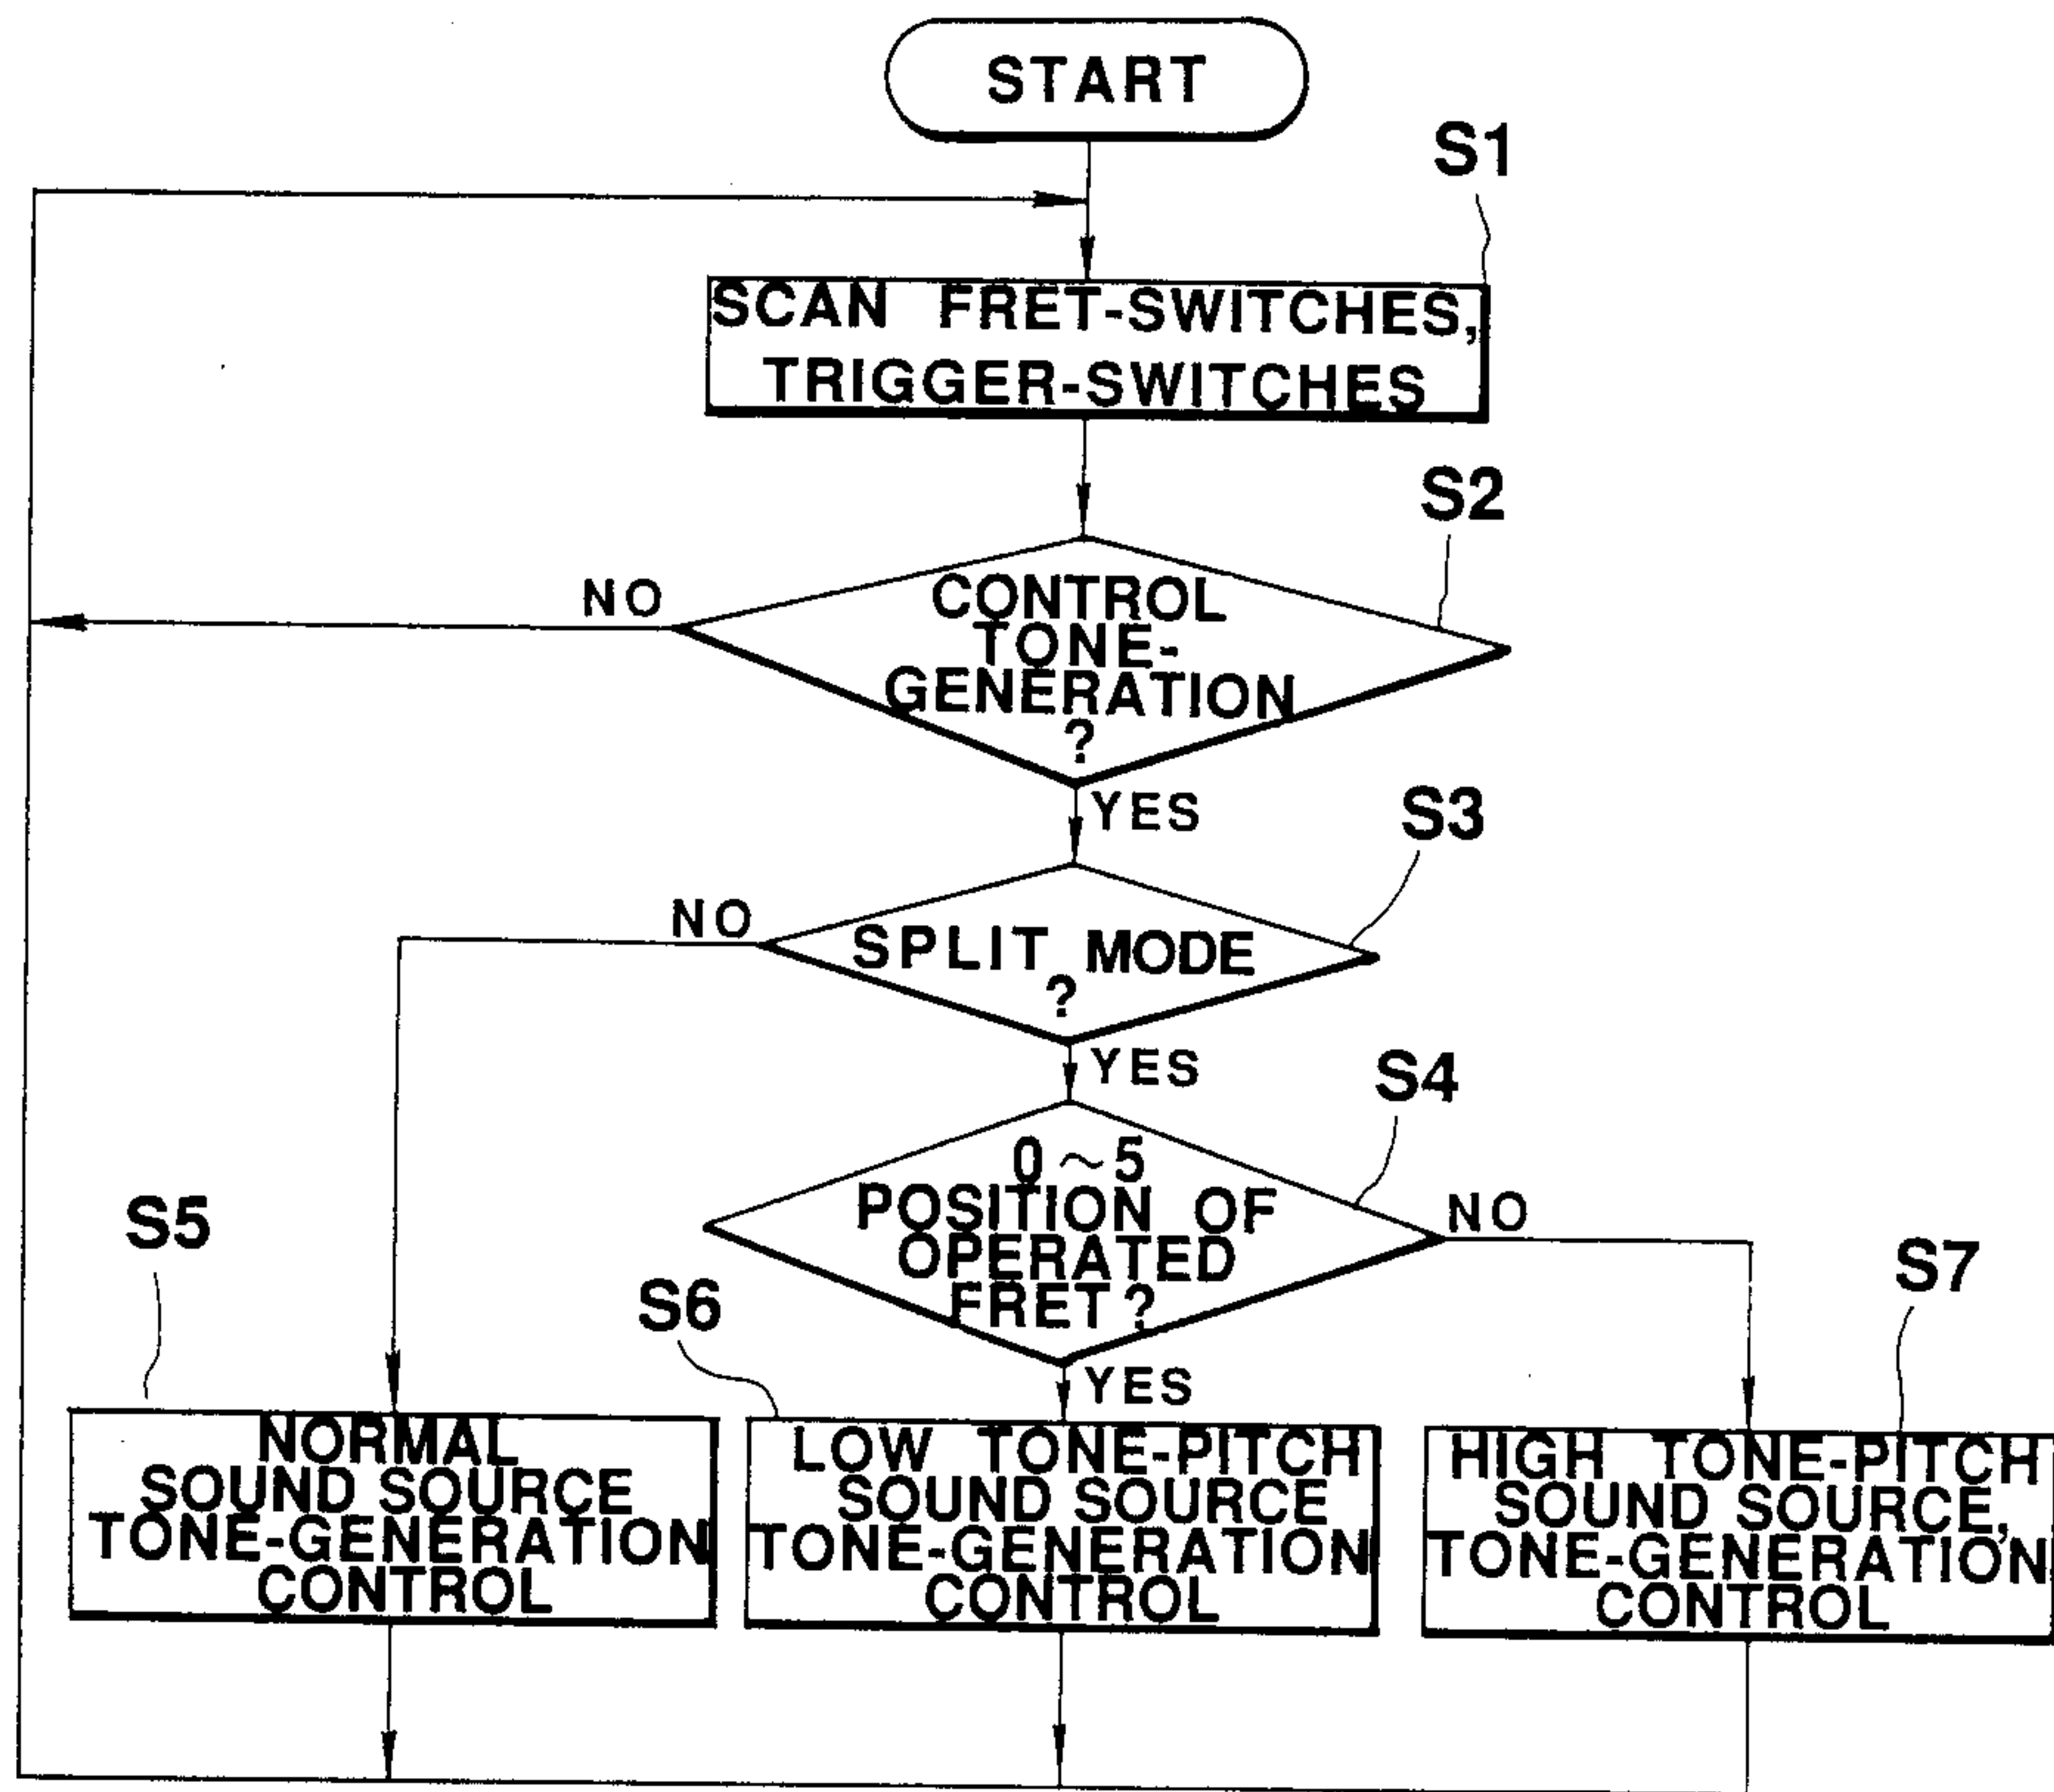 START
S1
SCAN FRET-SWITCHES,
TRIGGER-SWITCHES
S2
NO
CONTROL
TONE-
GENERATION
?
YES
S3
NO
SPLIT MODE
?
YES
S4
0~5
POSITION OF
OPERATED
FRET?
NO
S5
S6
S7
YES
NORMAL
SOUND SOURCE
TONE-GENERATION
CONTROL
LOW TONE-PITCH
SOUND SOURCE
TONE-GENERATION
CONTROL
HIGH TONE-PITCH
SOUND SOURCE,
TONE-GENERATION
CONTROL